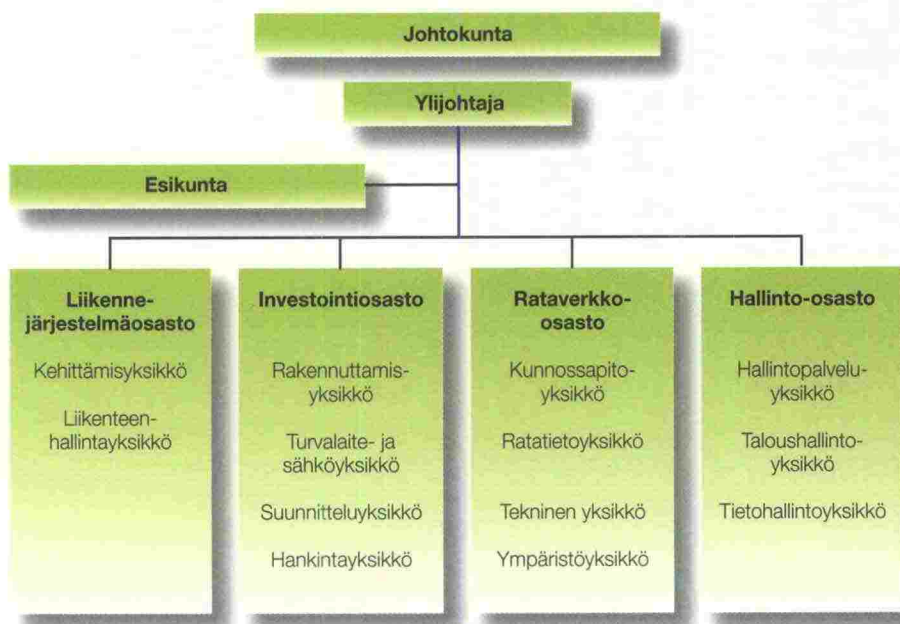 Johtokunta
Ylijohtaja
Esikunta
Liikenne-
järjestelmäosasto
Kehittämisyksikkö
Liikenteen-
hallintayksikkö
Investointiosasto
Rakennuttamis-
yksikkö
Turvalaite- ja
sähköyksikkö
Suunnitteluyksikkö
Hankintayksikkö
Rataverkko-
osasto
Kunnossapito-
yksikkö
Ratatietoyksikkö
Tekninen yksikkö
Ympäristöyksikkö
Hallinto-osasto
Hallintopalvelu-
yksikkö
Taloushallinto-
yksikkö
Tietohallintoyksikkö